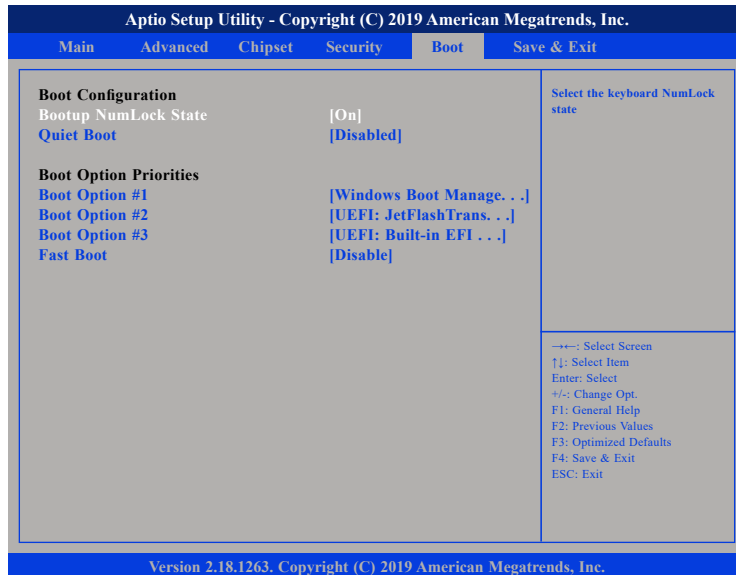 Aptio Setup Utility - Copyright (C) 2019 American Megatrends, Inc.
Main Advanced Chipset Security Boot Save & Exit
Boot Configuration
Bootup NumLock State [On]
Quiet Boot [Disabled]
Boot Option Priorities
Boot Option #1 [Windows Boot Manage. . .]
Boot Option #2 [UEFI: JetFlashTrans. . .]
Boot Option #3 [UEFI: Built-in EFI . . .]
Fast Boot [Disable]
Select the keyboard NumLock
state
→←: Select Screen
↑↓: Select Item
Enter: Select
+/-: Change Opt.
F1: General Help
F2: Previous Values
F3: Optimized Defaults
F4: Save & Exit
ESC: Exit
Version 2.18.1263. Copyright (C) 2019 American Megatrends, Inc.